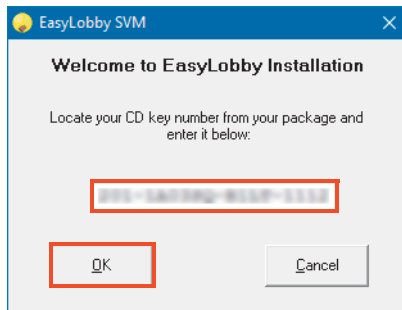 EasyLobby SVM
Welcome to EasyLobby Installation
Locate your CD key number from your package and
enter it below:
OK
Cancel